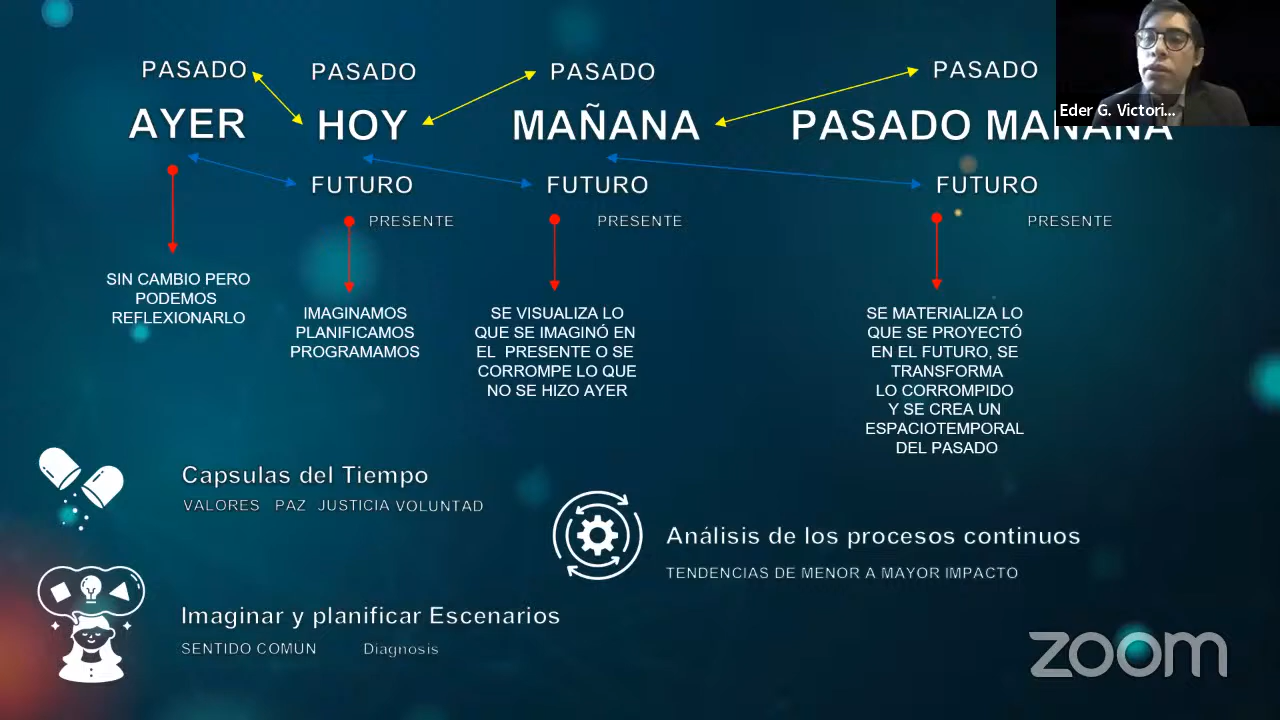 PASADO PASADO PASADO PASADO
Eder G. Victori...
AYER HOY MAÑANA PASADO MAÑANA
FUTURO FUTURO FUTURO
PRESENTE PRESENTE PRESENTE
SIN CAMBIO PERO
PODEMOS
REFLEXIONARLO
IMAGINAMOS
PLANIFICAMOS
PROGRAMAMOS
SE VISUALIZA LO
QUE SE IMAGINÓ EN
EL PRESENTE O SE
CORROMPE LO QUE
NO SE HIZO AYER
SE MATERIALIZA LO
QUE SE PROYECTÓ
EN EL FUTURO, SE
TRANSFORMA
LO CORROMPIDO
Y SE CREA UN
ESPACIOTEMPORAL
DEL PASADO
Capsulas del Tiempo
VALORES PAZ JUSTICIA VOLUNTAD
Análisis de los procesos continuos
TENDENCIAS DE MENOR A MAYOR IMPACTO
Imaginar y planificar Escenarios
SENTIDO COMUN Diagnosis
zoom